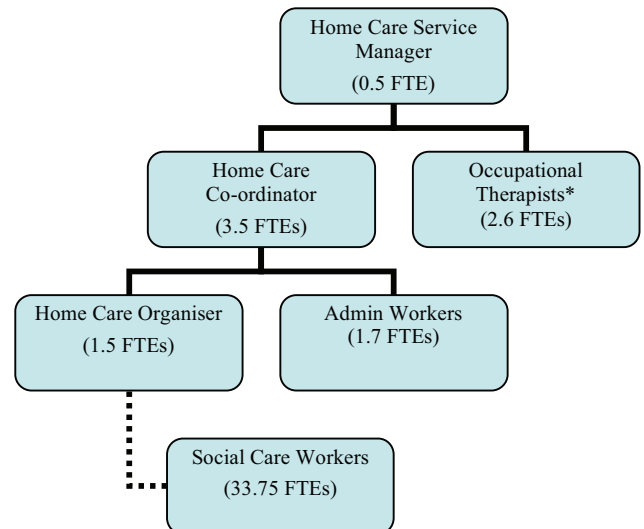 Home Care Service
Manager
(0.5 FTE)
Home Care
Co-ordinator
(3.5 FTEs)
Occupational
Therapists*
(2.6 FTEs)
Home Care Organiser
(1.5 FTEs)
Admin Workers
(1.7 FTEs)
Social Care Workers
(33.75 FTEs)